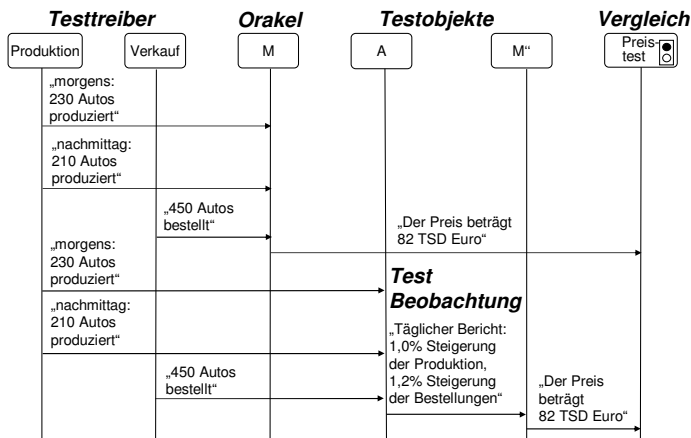 Testtreiber Orakel Testobjekte Vergleich
Produktion Verkauf M A M“ Preis-
test
„morgens:
230 Autos
produziert“
„nachmittag:
210 Autos
produziert“
„450 Autos
bestellt“
„Der Preis beträgt
82 TSD Euro“
„morgens:
230 Autos
produziert“
Test
Beobachtung
„nachmittag:
210 Autos
produziert“
„Täglicher Bericht:
1,0% Steigerung
der Produktion,
1,2% Steigerung
der Bestellungen“
„450 Autos
bestellt“
„Der Preis
beträgt
82 TSD Euro“